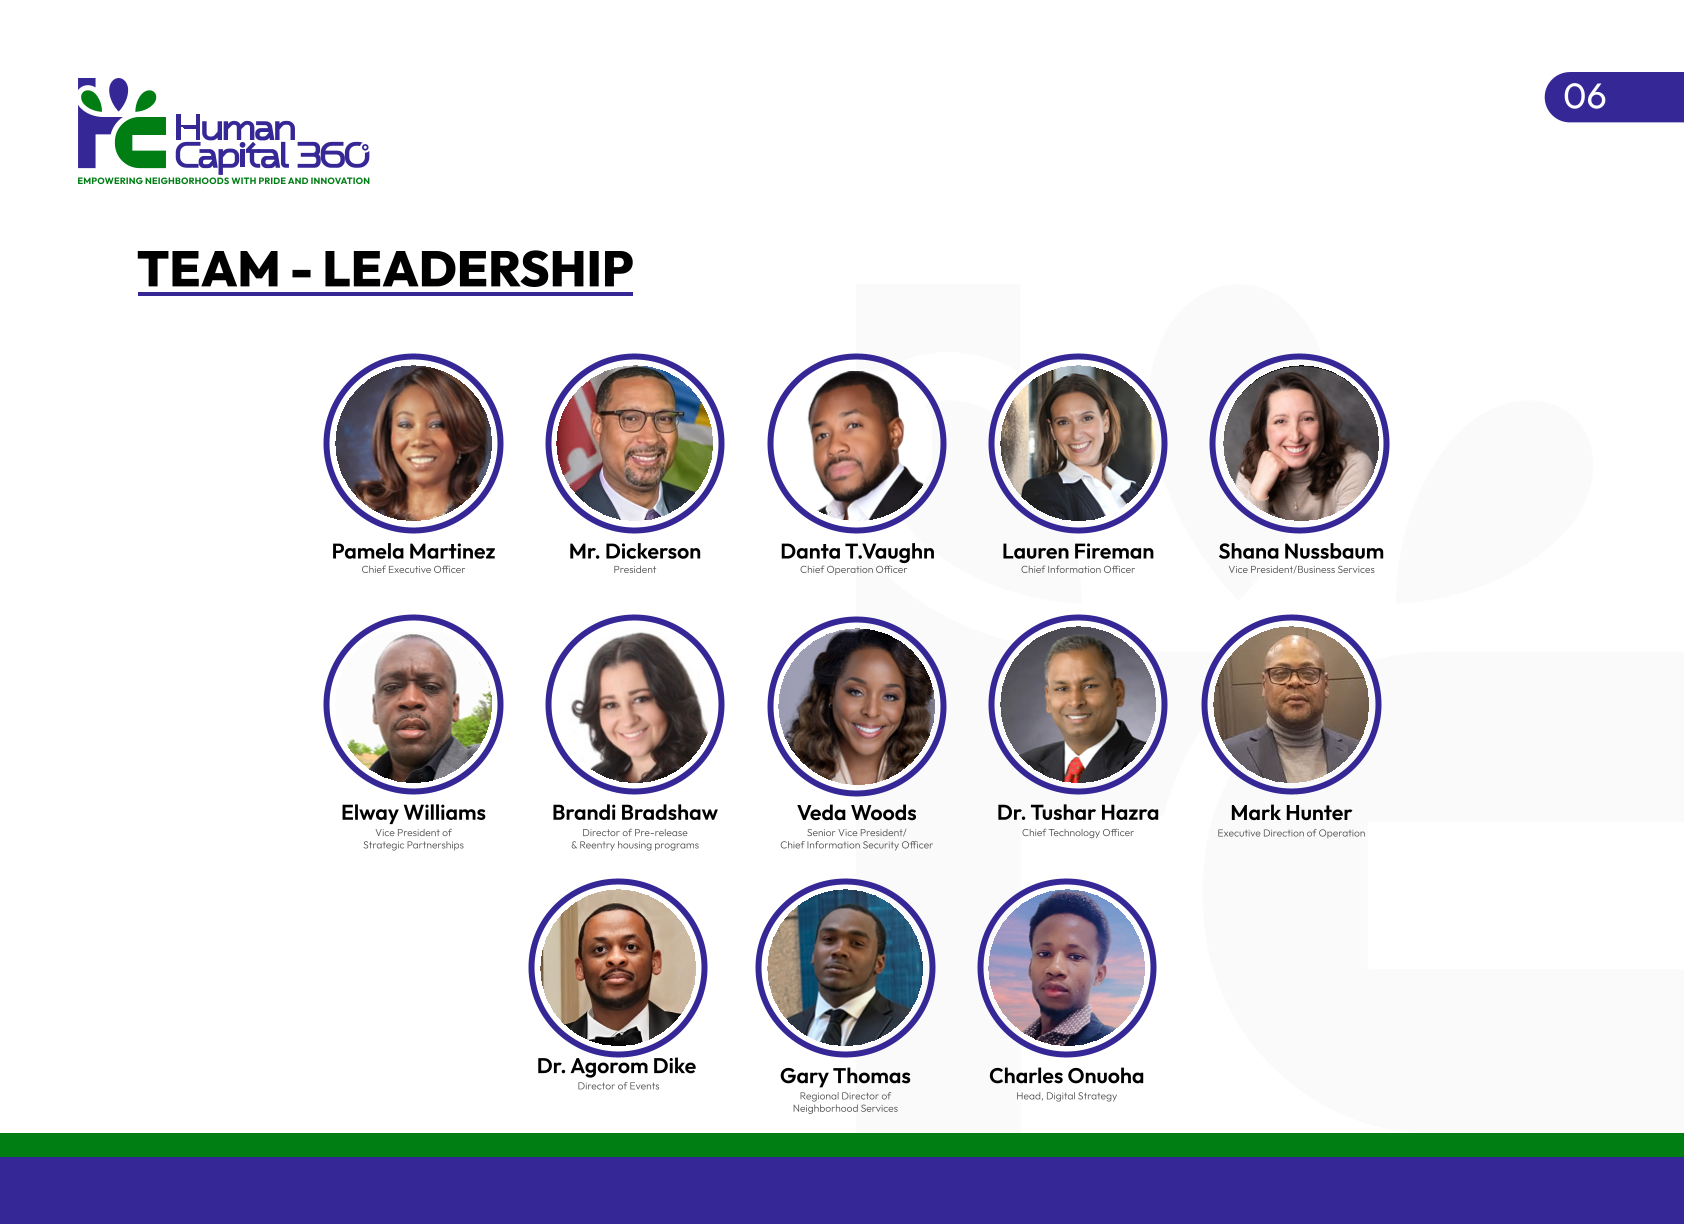 06
Human
Capital 360°
EMPOWERING NEIGHBORHOODS WITH PRIDE AND INNOVATION
TEAM - LEADERSHIP
Pamela Martinez
Chief Executive Officer
Mr. Dickerson
President
Danta T.Vaughn
Chief Operation Officer
Lauren Fireman
Chief Information Officer
Shana Nussbaum
Vice President/Business Services
Elway Williams
Vice President of
Strategic Partnerships
Brandi Bradshaw
Director of Pre-release
& Reentry housing programs
Veda Woods
Senior Vice President/
Chief Information Security Officer
Dr. Tushar Hazra
Chief Technology Officer
Mark Hunter
Executive Direction of Operation
Dr. Agorom Dike
Director of Events
Gary Thomas
Regional Director of
Neighborhood Services
Charles Onuoha
Head, Digital Strategy